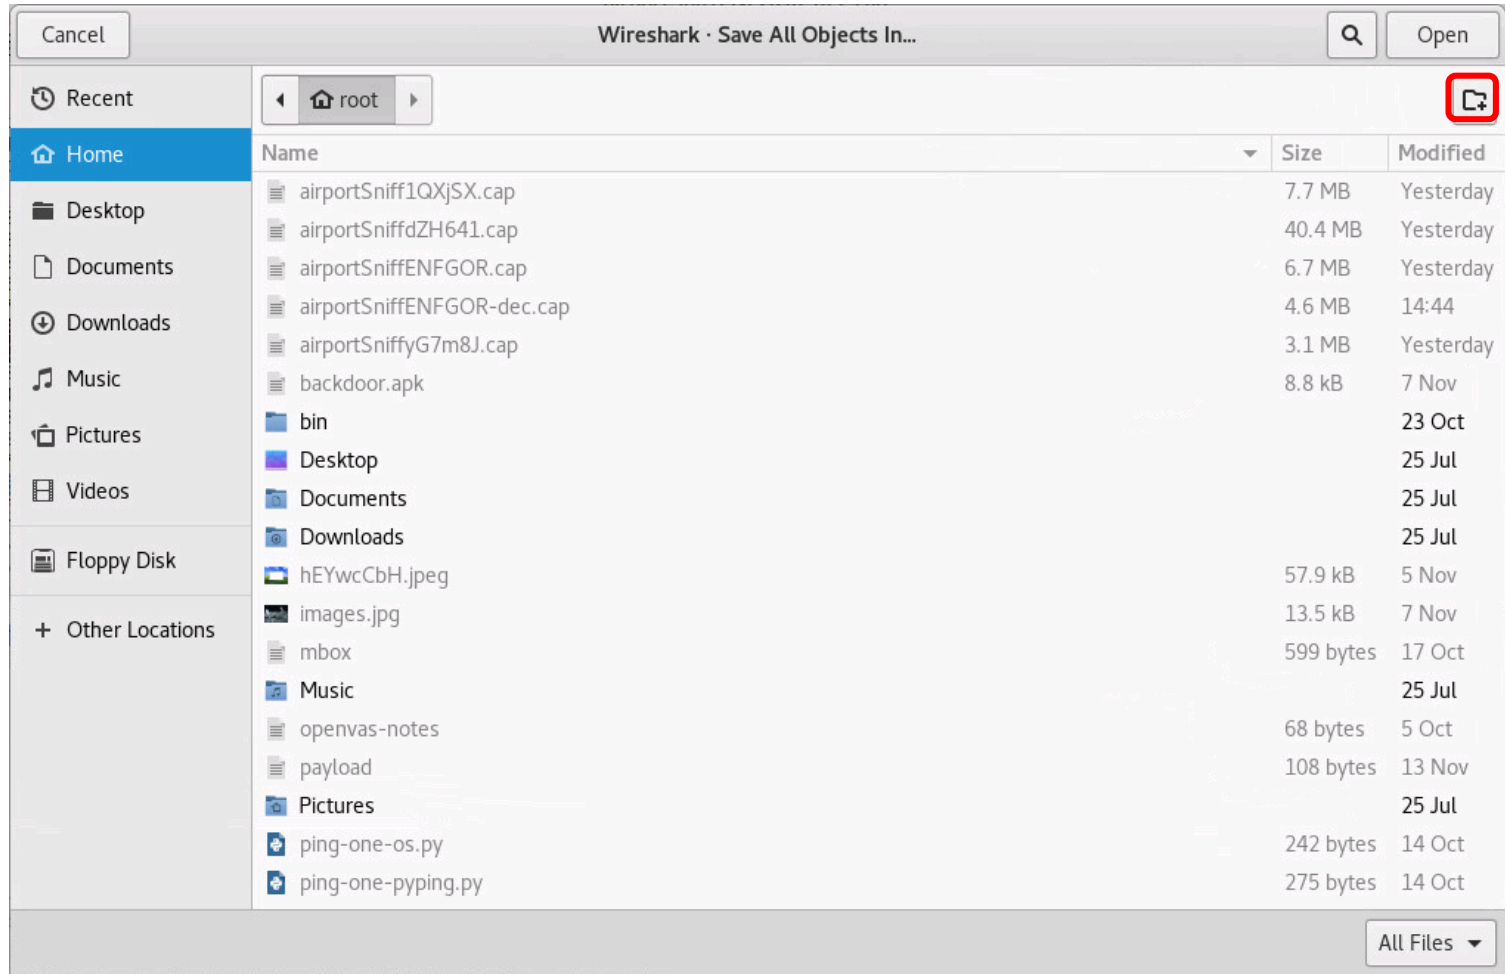 Cancel Wireshark · Save All Objects In... Open
Recent
Home
Desktop
Documents
Downloads
Music
Pictures
Videos
Floppy Disk
+ Other Locations
root
Name Size Modified
airportSniff1QXjSX.cap 7.7 MB Yesterday
airportSniffdZH641.cap 40.4 MB Yesterday
airportSniffENFGOR.cap 6.7 MB Yesterday
airportSniffENFGOR-dec.cap 4.6 MB 14:44
airportSniffyG7m8J.cap 3.1 MB Yesterday
backdoor.apk 8.8 kB 7 Nov
bin 23 Oct
Desktop 25 Jul
Documents 25 Jul
Downloads 25 Jul
hEYwcCbH.jpeg 57.9 kB 5 Nov
images.jpg 13.5 kB 7 Nov
mbox 599 bytes 17 Oct
Music 25 Jul
openvas-notes 68 bytes 5 Oct
payload 108 bytes 13 Nov
Pictures 25 Jul
ping-one-os.py 242 bytes 14 Oct
ping-one-pyping.py 275 bytes 14 Oct
All Files